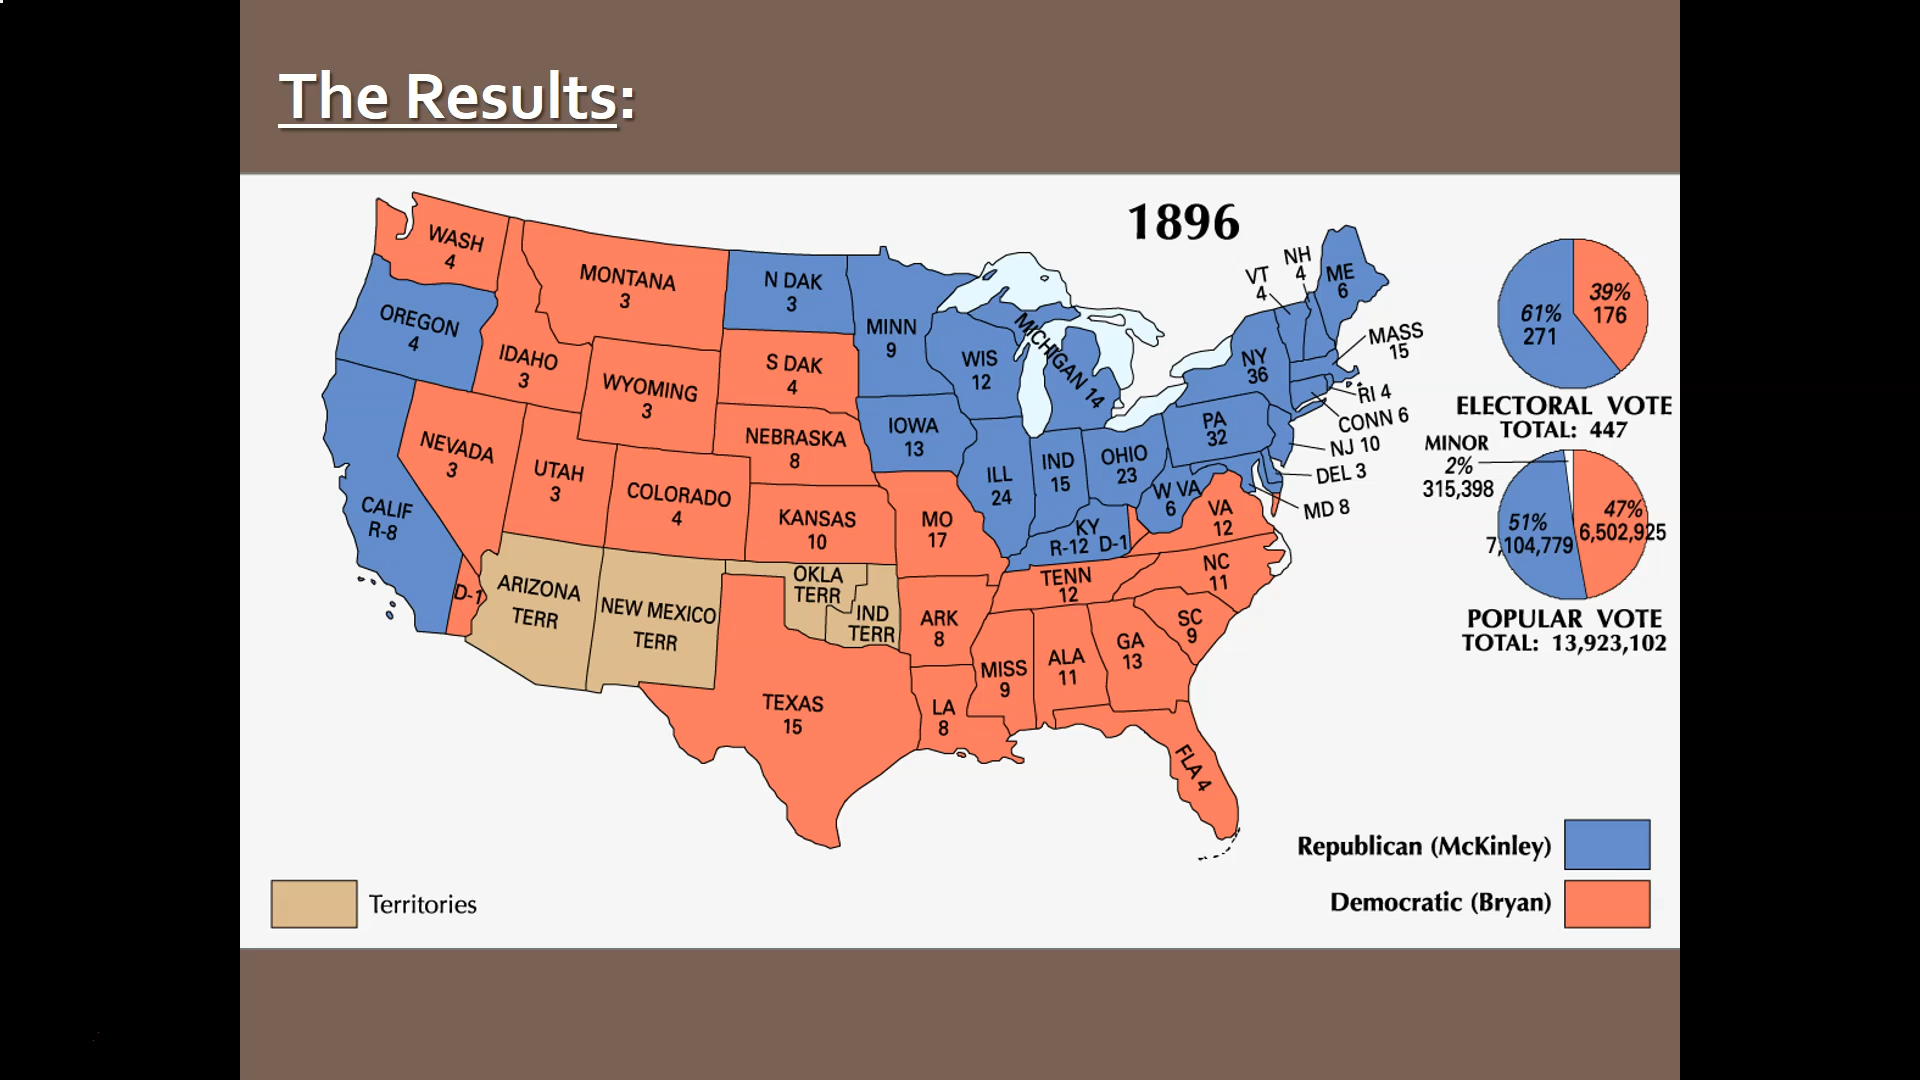 The Results:
1896
WASH
4
OREGON
4
CALIF
R-8
D-1
NEVADA
3
IDAHO
3
MONTANA
3
WYOMING
3
UTAH
3
COLORADO
4
ARIZONA
TERR
NEW MEXICO
TERR
N DAK
3
S DAK
4
NEBRASKA
8
KANSAS
10
OKLA
TERR
IND
TERR
TEXAS
15
MINN
9
IOWA
13
MO
17
ARK
8
LA
8
WIS
12
MICHIGAN 14
ILL
24
IND
15
OHIO
23
KY
R-12 D-1
TENN
12
MISS
9
ALA
11
GA
13
FLA 4
SC
9
NC
11
VA
12
W VA
6
PA
32
NY
36
VT
4
NH
4
ME
6
MASS
15
RI 4
CONN 6
NJ 10
DEL 3
MD 8
61%
271
39%
176
ELECTORAL VOTE
TOTAL: 447
MINOR
2%
315,398
51%
7,104,779
47%
6,502,925
POPULAR VOTE
TOTAL: 13,923,102
Republican (McKinley)
Democratic (Bryan)
Territories